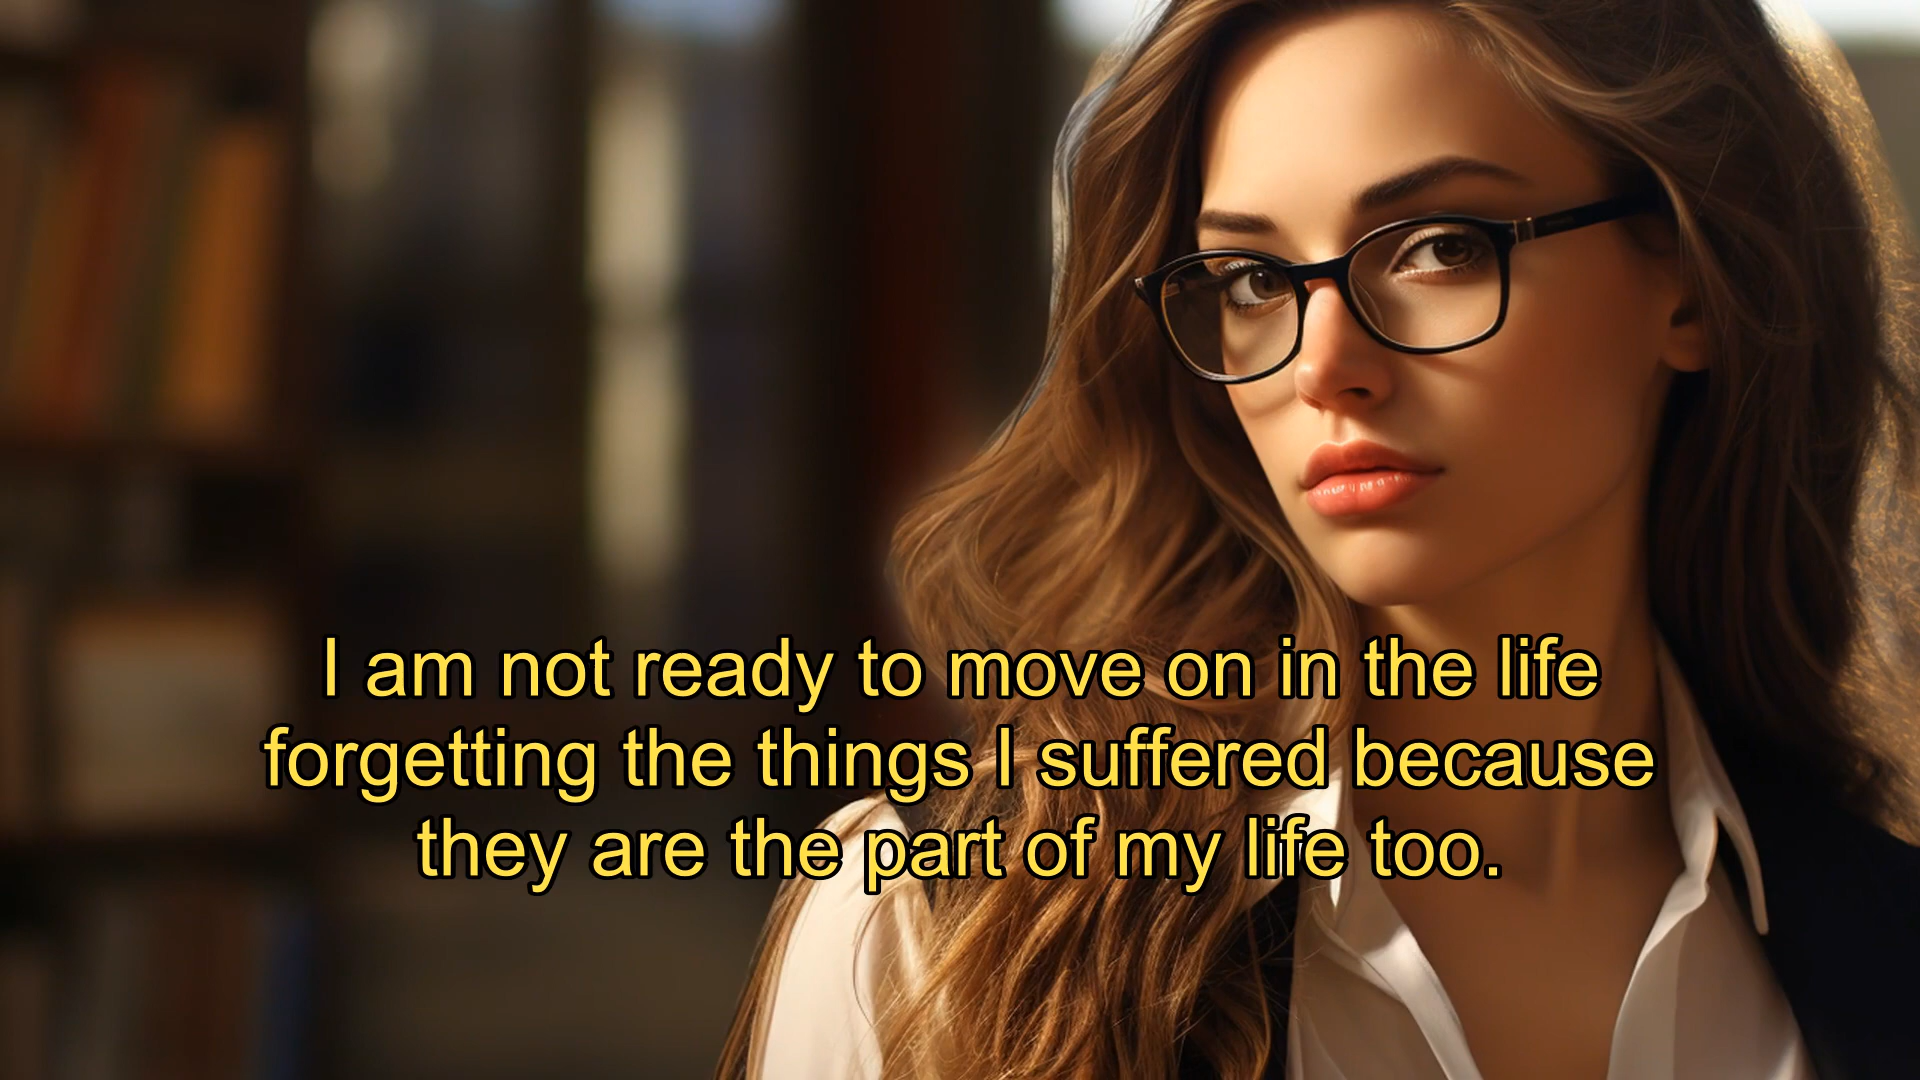 I am not ready to move on in the life
forgetting the things I suffered because
they are the part of my life too.